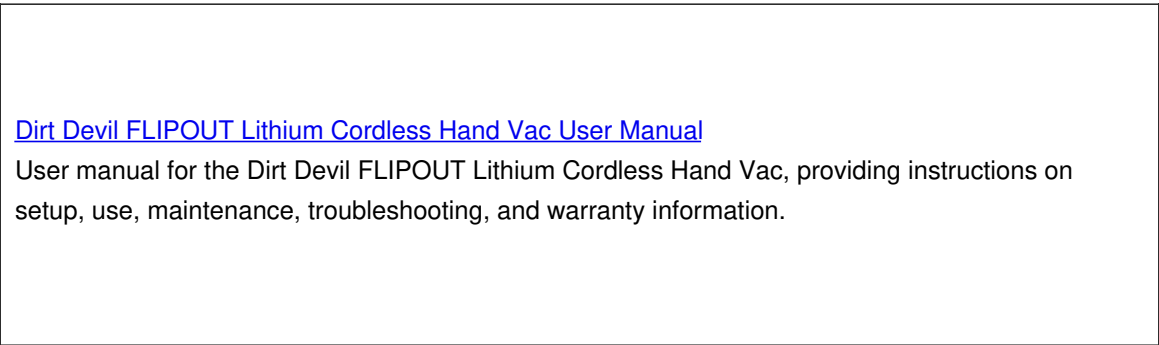 Dirt Devil FLIPOUT Lithium Cordless Hand Vac User Manual
User manual for the Dirt Devil FLIPOUT Lithium Cordless Hand Vac, providing instructions on
setup, use, maintenance, troubleshooting, and warranty information.